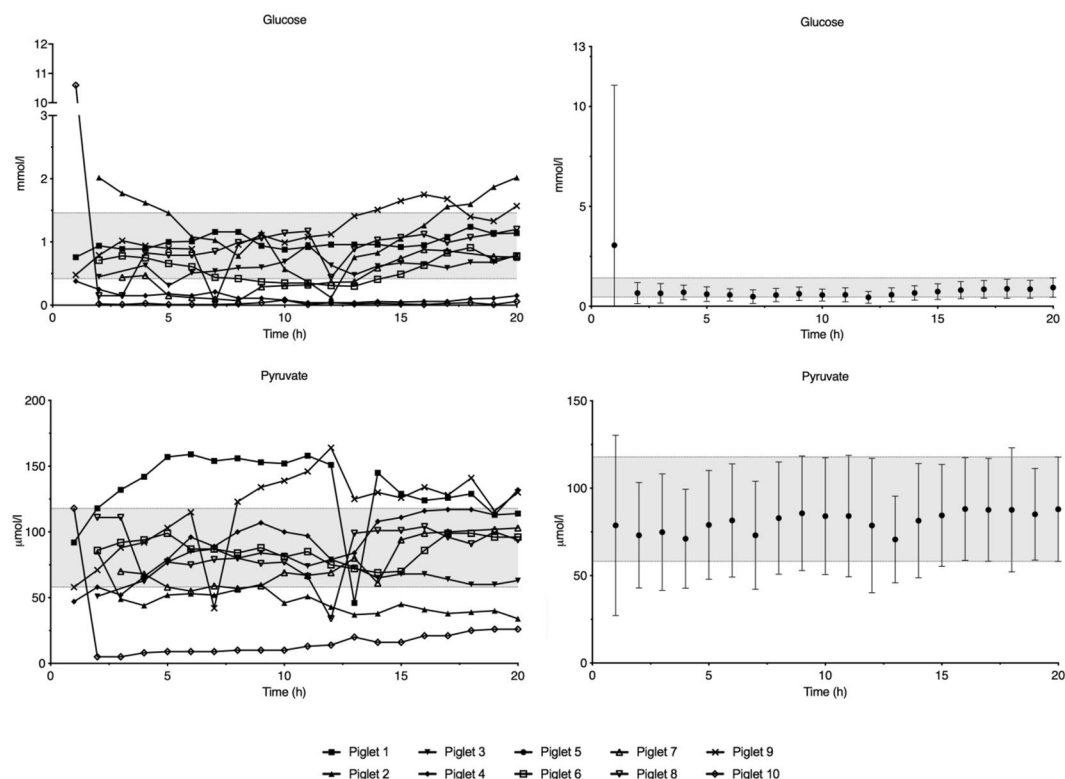 Glucose
12
11
10
3
2
1
0
mmol/l
0 5 10 15 20
Time (h)
Glucose
13
10
5
0
mmol/l
0 5 10 15 20
Time (h)
Pyruvate
200
150
100
50
0
µmol/l
0 5 10 15 20
Time (h)
Pyruvate
150
100
50
0
µmol/l
0 5 10 15 20
Time (h)
Piglet 1 Piglet 3 Piglet 5 Piglet 7 Piglet 9
Piglet 2 Piglet 4 Piglet 6 Piglet 8 Piglet 10